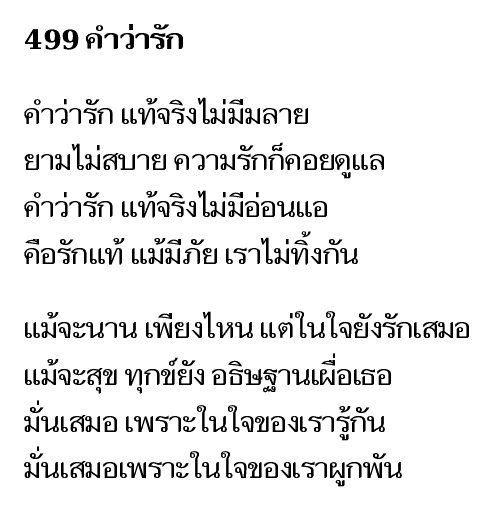 499 คำว่ารัก
คำว่ารัก แท้จริงไม่มีมลาย
ยามไม่สบาย ความรักก็คอยดูแล
คำว่ารัก แท้จริงไม่มีอ่อนแอ
คือรักแท้ แม้มีภัย เราไม่ทิ้งกัน
แม้จะนาน เพียงไหน แต่ในใจยังรักเสมอ
แม้จะสุข ทุกข์ยัง อธิษฐานเผื่อเธอ
มั่นเสมอ เพราะในใจของเรารู้กัน
มั่นเสมอเพราะในใจของเราผูกพัน